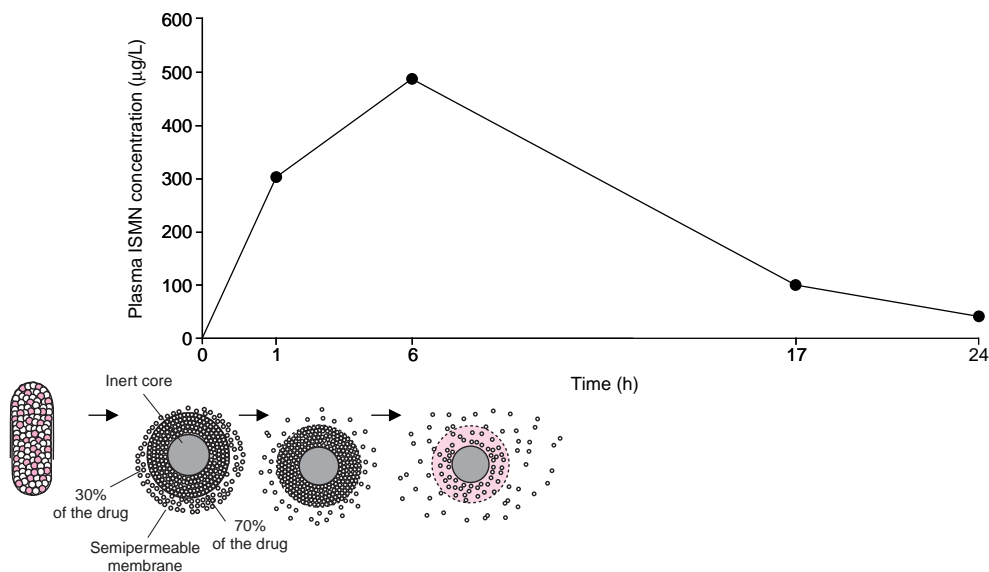 600
500
400
300
200
100
0
Plasma ISMN concentration (μg/L)
0 1 6 17 24
Time (h)
Inert core
30%
of the drug
70%
of the drug
Semipermeable
membrane